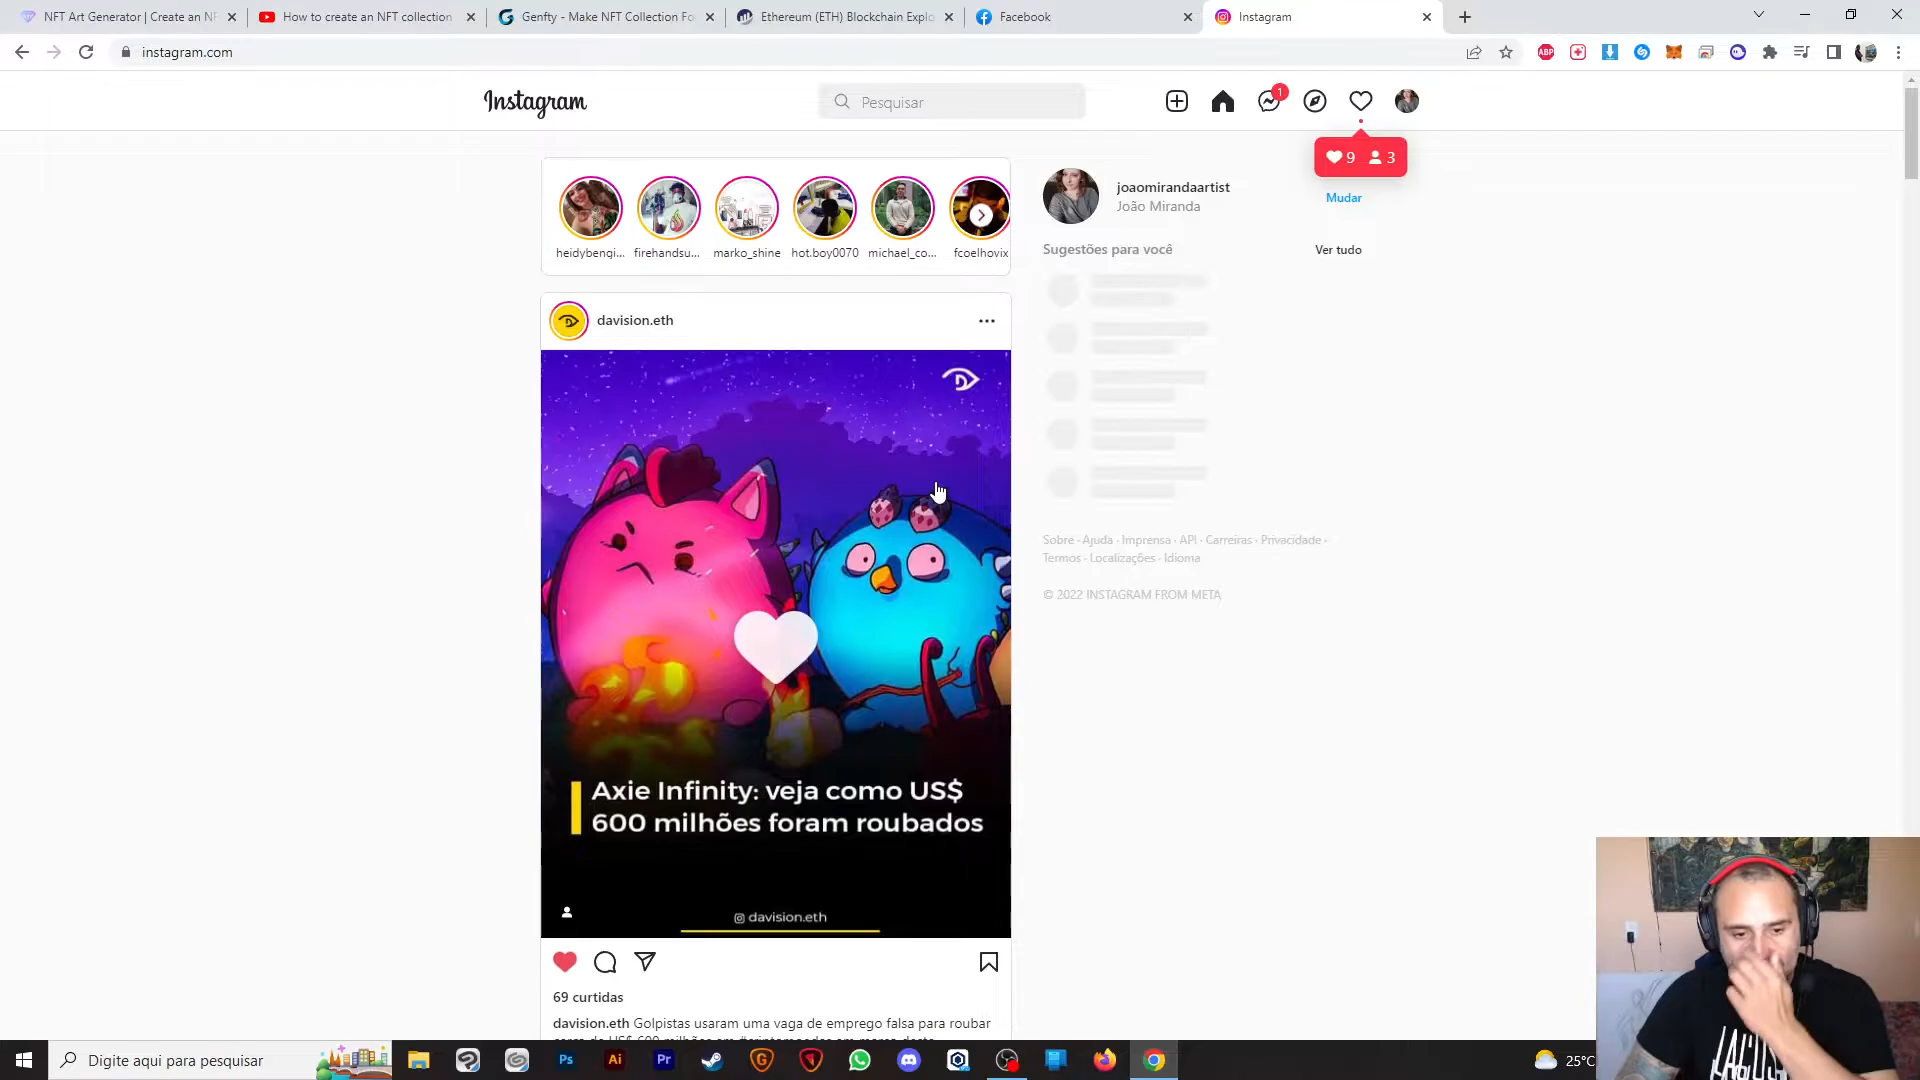 NFT Art Generator | Create an NF
How to create an NFT collection
Genfty - Make NFT Collection Fo
Ethereum (ETH) Blockchain Explo
Facebook
Instagram
instagram.com
ABP
Instagram
Pesquisar
1
9 3
joaomirandaartist
João Miranda
Mudar
Sugestões para você
Ver tudo
heidybengi... firehandsu... marko_shine hot.boy0070 michael_co... fcoelhovix
davision.eth
Axie Infinity: veja como US$
600 milhões foram roubados
davision.eth
Sobre · Ajuda · Imprensa · API · Carreiras · Privacidade ·
Termos · Localizações · Idioma
© 2022 INSTAGRAM FROM META
69 curtidas
davision.eth Golpistas usaram uma vaga de emprego falsa para roubar
Digite aqui para pesquisar
Ps
Ai
Pr
25°C